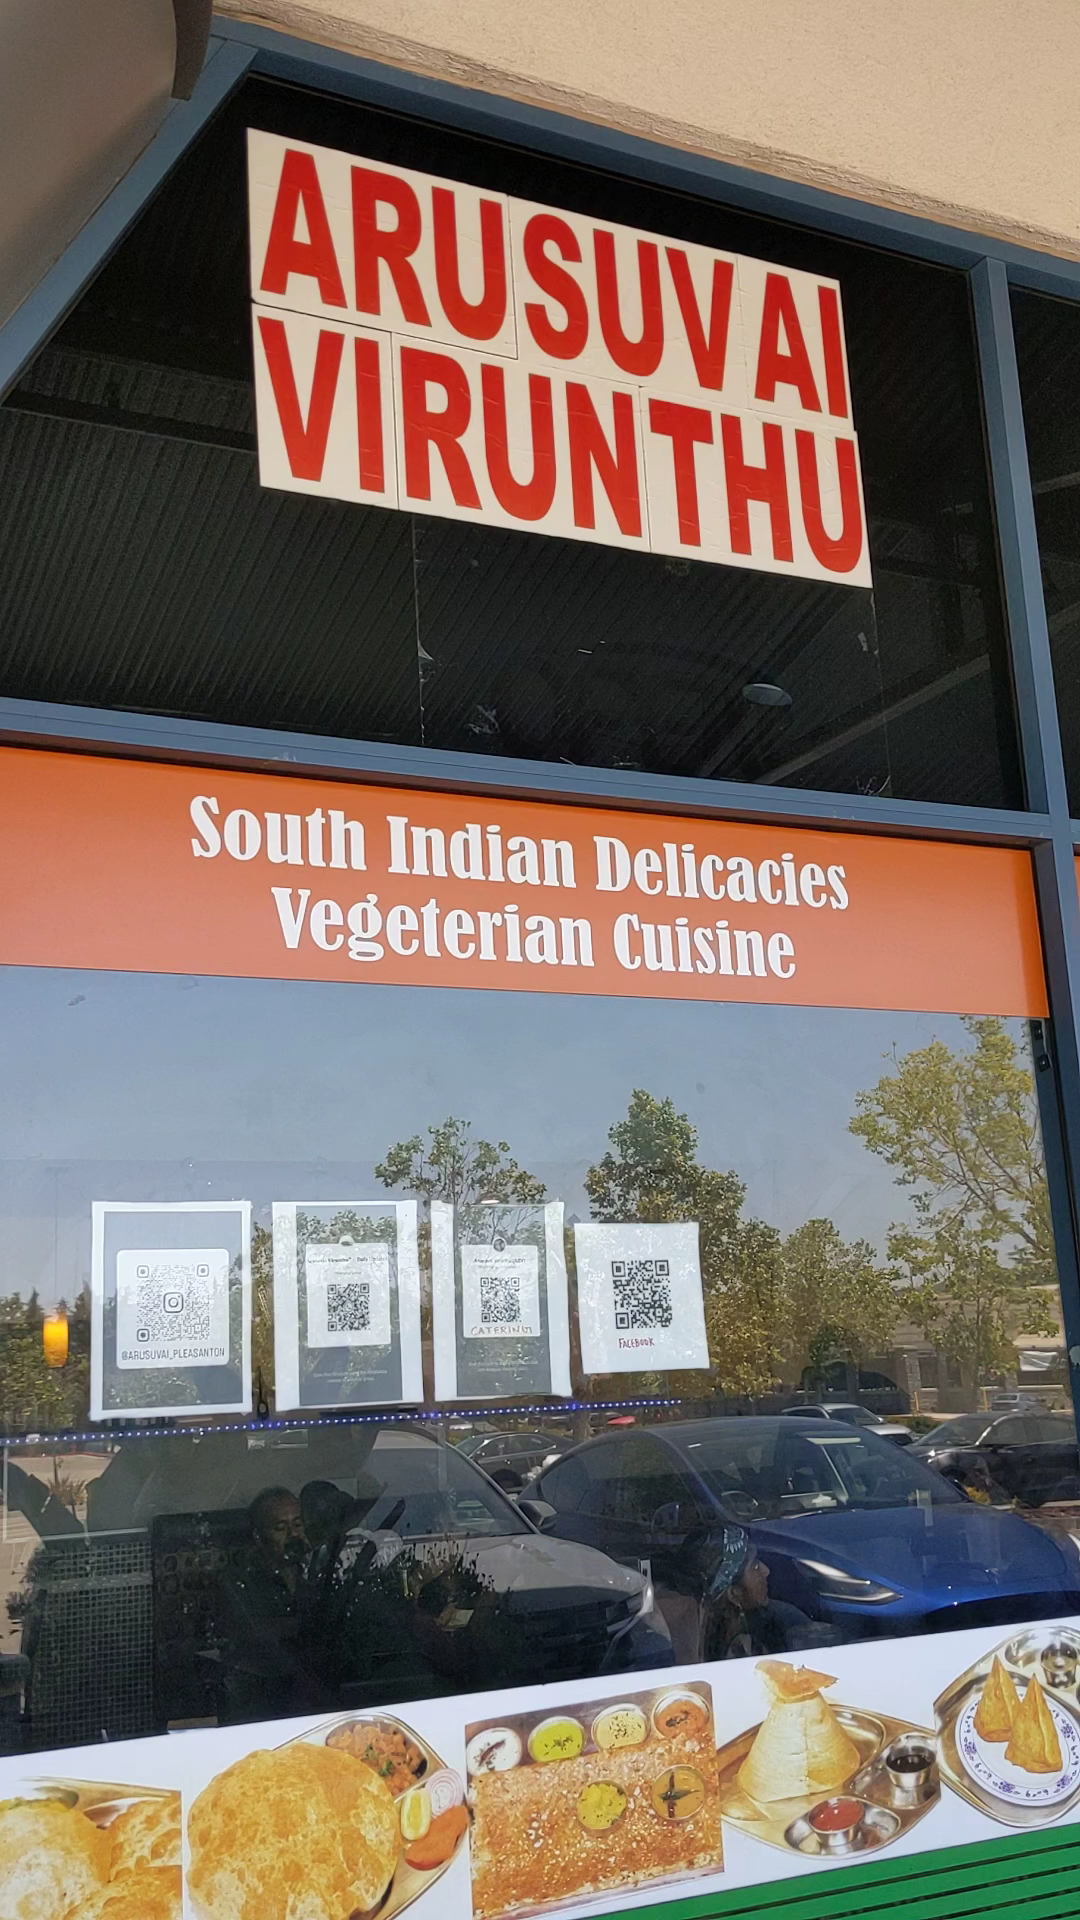 ARUSUVAI
VIRUNTHU
South Indian Delicacies
Vegeterian Cuisine
@ARUSUVAI_PLEASANTON
CATERING
FACEBOOK